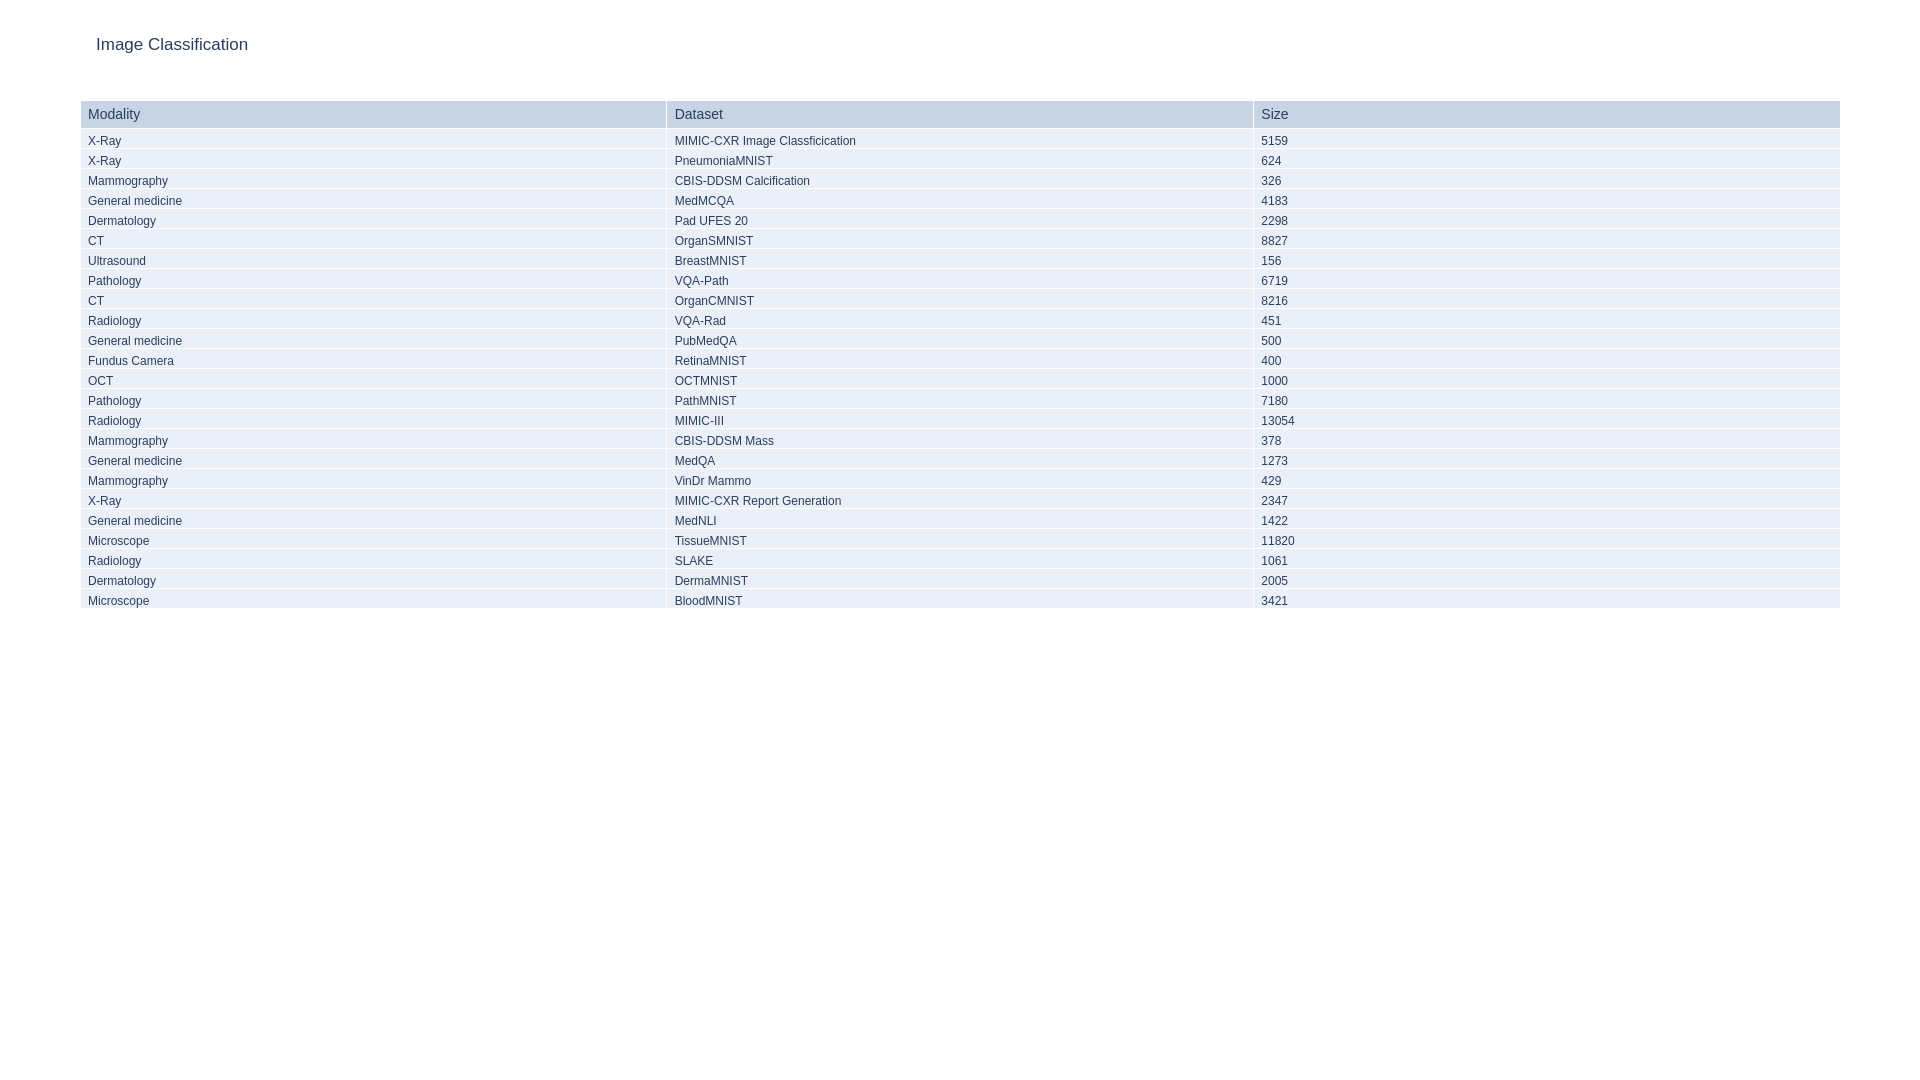 Image Classification
Modality Dataset Size
X-Ray MIMIC-CXR Image Classficication 5159
X-Ray PneumoniaMNIST 624
Mammography CBIS-DDSM Calcification 326
General medicine MedMCQA 4183
Dermatology Pad UFES 20 2298
CT OrganSMNIST 8827
Ultrasound BreastMNIST 156
Pathology VQA-Path 6719
CT OrganCMNIST 8216
Radiology VQA-Rad 451
General medicine PubMedQA 500
Fundus Camera RetinaMNIST 400
OCT OCTMNIST 1000
Pathology PathMNIST 7180
Radiology MIMIC-III 13054
Mammography CBIS-DDSM Mass 378
General medicine MedQA 1273
Mammography VinDr Mammo 429
X-Ray MIMIC-CXR Report Generation 2347
General medicine MedNLI 1422
Microscope TissueMNIST 11820
Radiology SLAKE 1061
Dermatology DermaMNIST 2005
Microscope BloodMNIST 3421